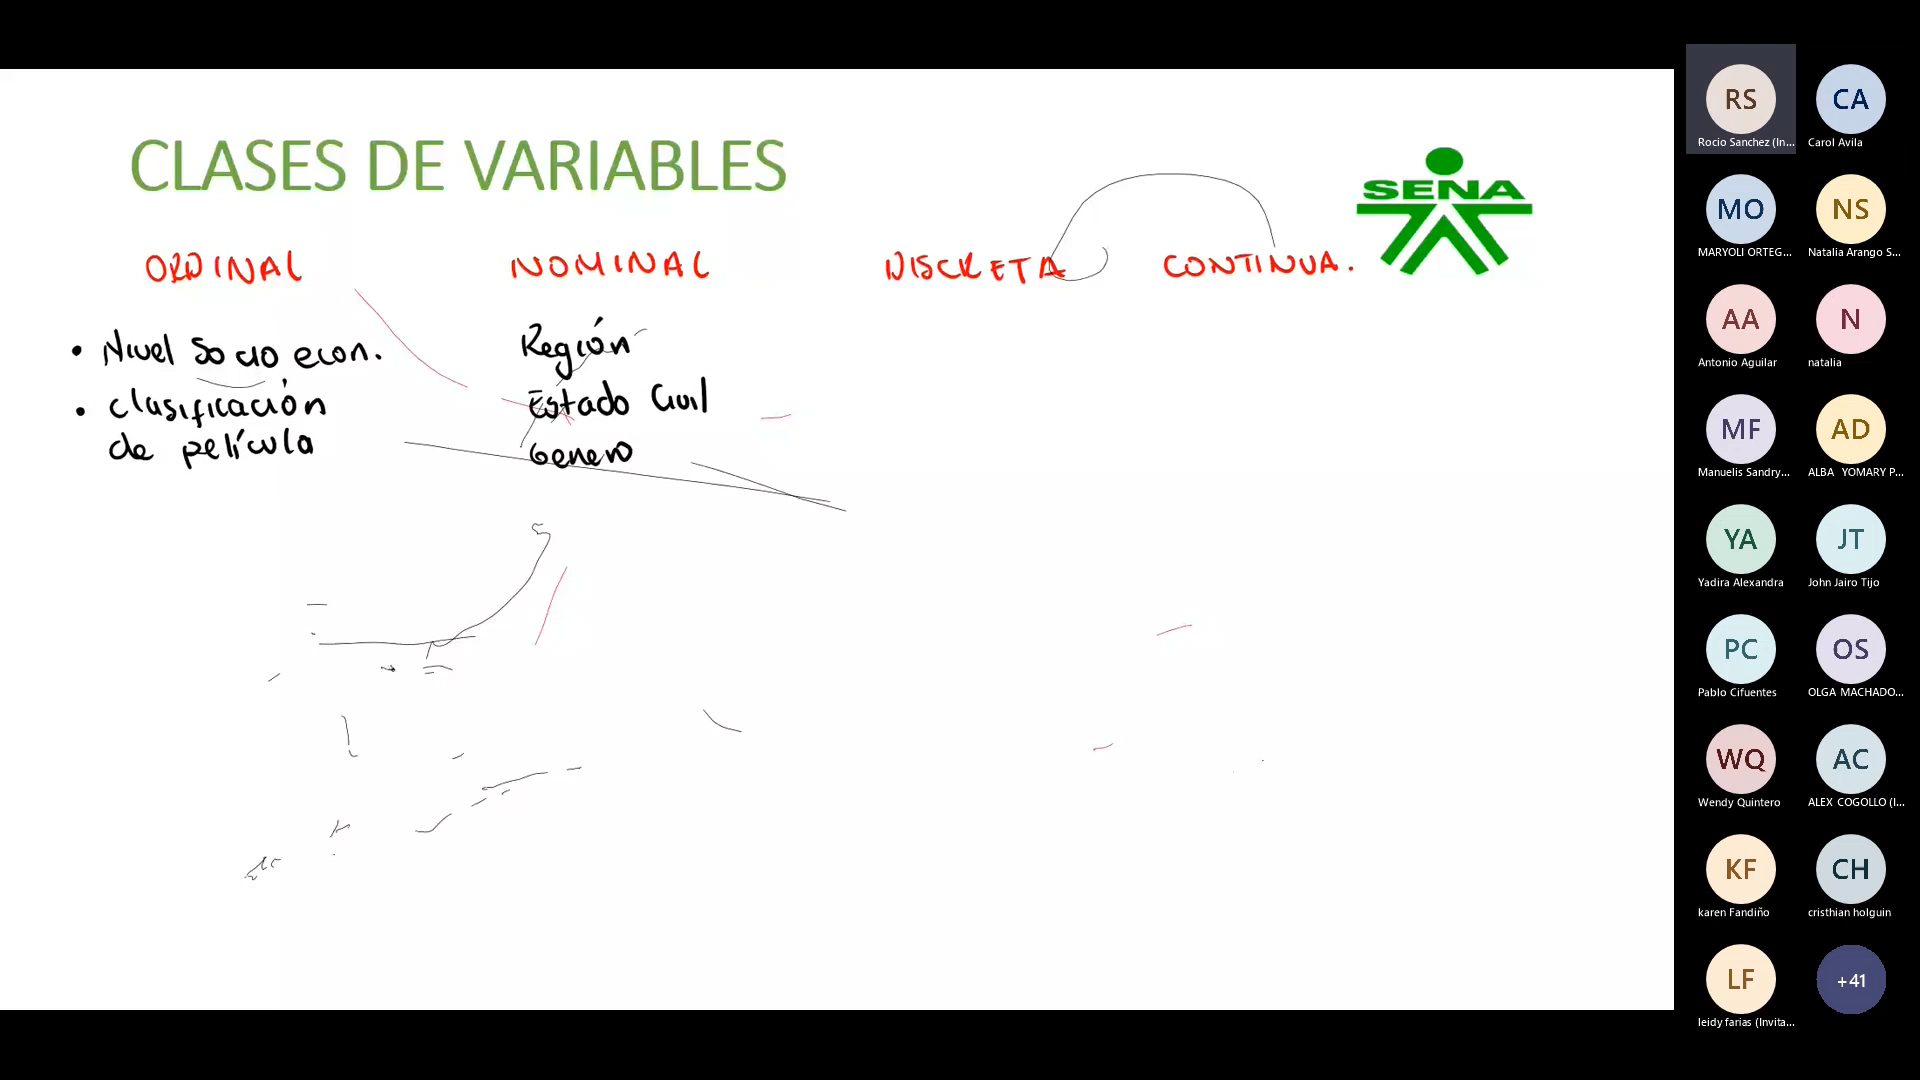 CLASES DE VARIABLES
SENA
ORDINAL NOMINAL DISCRETA CONTINUA.
• Nivel Socio econ.
• clasificación
de película
Región
Estado Civil
Genero
RS
Rocio Sanchez (In...
CA
Carol Avila
MO
MARYOLI ORTEG...
NS
Natalia Arango S...
AA
Antonio Aguilar
N
natalia
MF
Manuelis Sandry...
AD
ALBA YOMARY P...
YA
Yadira Alexandra
JT
John Jairo Tijo
PC
Pablo Cifuentes
OS
OLGA MACHADO...
WQ
Wendy Quintero
AC
ALEX COGOLLO (I...
KF
karen Fandiño
CH
cristhian holguin
LF
leidy farias (Invita...
+41